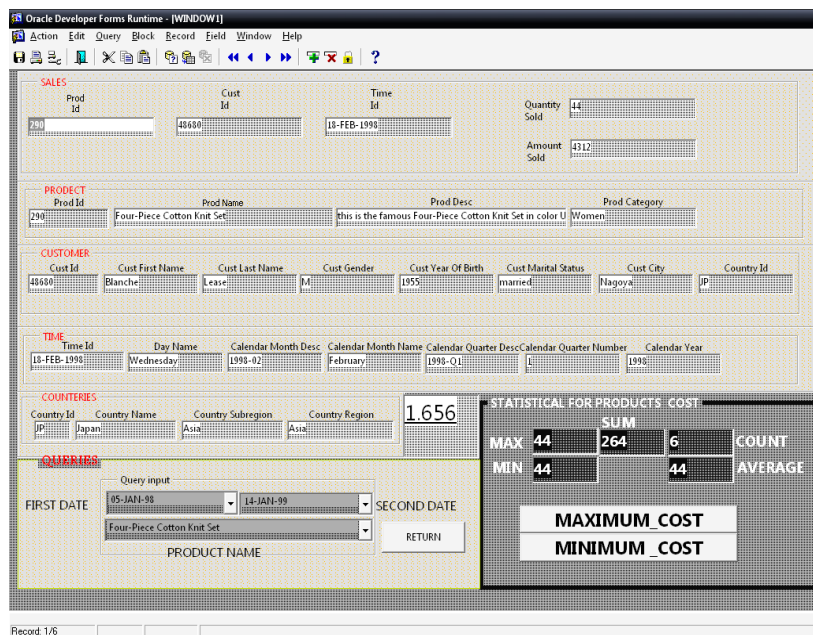 Oracle Developer Forms Runtime - [WINDOW1]
Action Edit Query Block Record Field Window Help
SALES
Prod Id Cust Id Time Id Quantity Sold 44
290 48680 18-FEB-1998
Amount Sold 4312
PRODECT
Prod Id Prod Name Prod Desc Prod Category
290 Four-Piece Cotton Knit Set this is the famous Four-Piece Cotton Knit Set in color U Women
CUSTOMER
Cust Id Cust First Name Cust Last Name Cust Gender Cust Year Of Birth Cust Marital Status Cust City Country Id
48680 Blanche Lease M 1955 married Nagoya JP
TIME
Time Id Day Name Calendar Month Desc Calendar Month Name Calendar Quarter Desc Calendar Quarter Number Calendar Year
18-FEB-1998 Wednesday 1998-02 February 1998-Q1 1 1998
COUNTERIES
Country Id Country Name Country Subregion Country Region
JP Japan Asia Asia
1.656
STATISTICAL FOR PRODUCTS COST
SUM
MAX 44 264 6 COUNT
MIN 44 44 AVERAGE
MAXIMUM_COST
MINIMUM _COST
QUERIES
Query input
FIRST DATE 05-JAN-98 14-JAN-99 SECOND DATE
Four-Piece Cotton Knit Set
RETURN
PRODUCT NAME
Record: 1/6